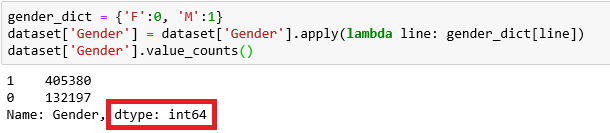 gender_dict = {'F':0, 'M':1}
dataset['Gender'] = dataset['Gender'].apply(lambda line: gender_dict[line])
dataset['Gender'].value_counts()
1    405380
0    132197
Name: Gender, dtype: int64